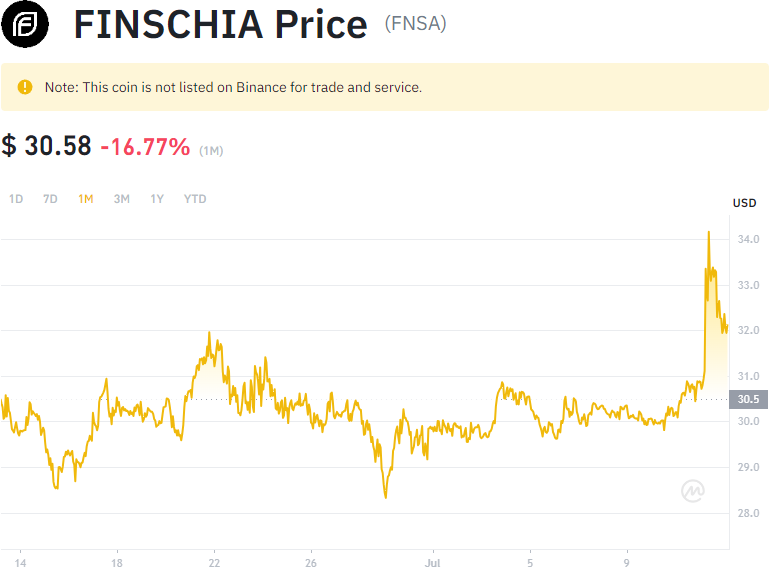 FINSCHIA Price (FNSA)
Note: This coin is not listed on Binance for trade and service.
$ 30.58 -16.77% (1M)
1D 7D 1M 3M 1Y YTD
USD
34.0
33.0
32.0
31.0
30.5
30.0
29.0
28.0
14 18 22 26 Jul 5 9